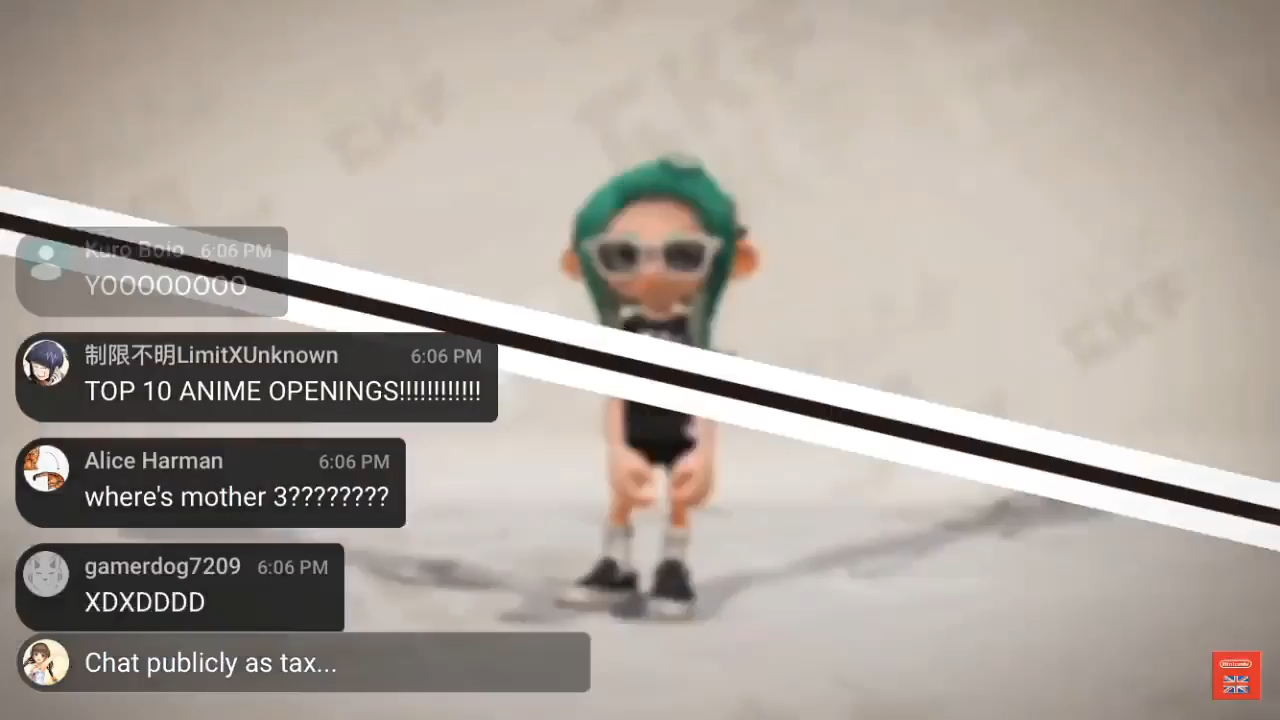 Kuro Boio 6:06 PM
YOOOOOOOO
制限不明LimitXUnknown 6:06 PM
TOP 10 ANIME OPENINGS!!!!!!!!!!!!
Alice Harman 6:06 PM
where's mother 3????????
gamerdog7209 6:06 PM
XDXDDDD
Chat publicly as tax...
Nintendo